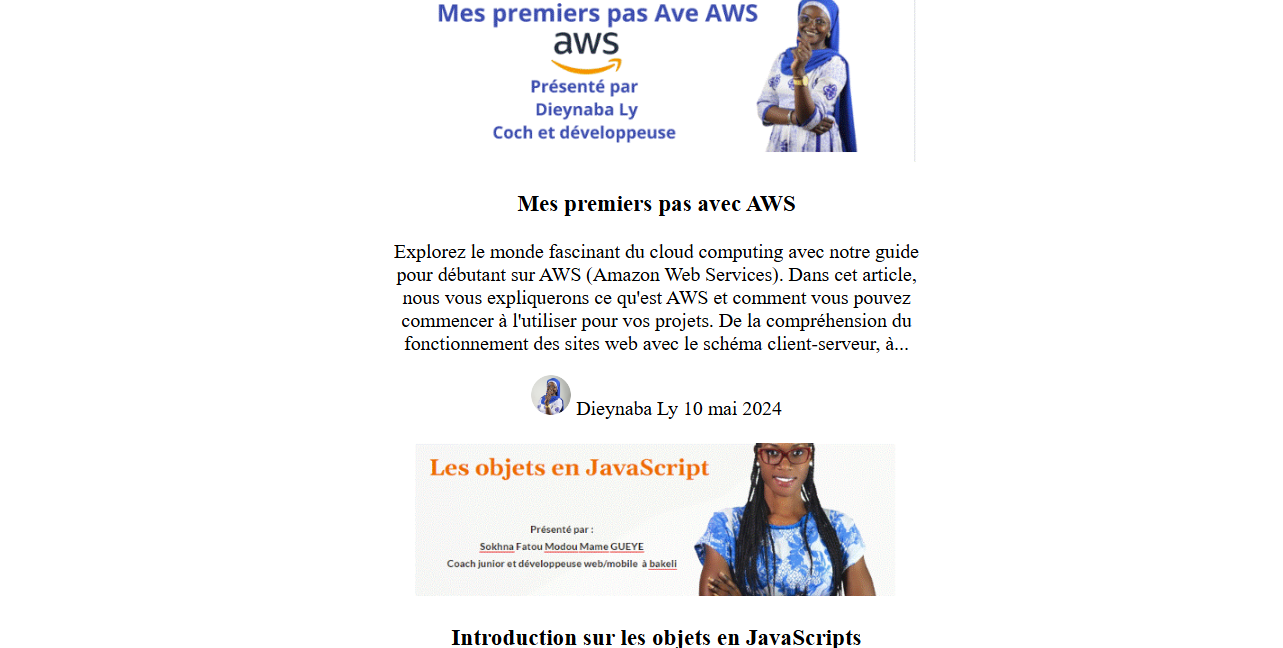 Mes premiers pas Ave AWS
aws
Présenté par
Dieynaba Ly
Coch et développeuse
Mes premiers pas avec AWS
Explorez le monde fascinant du cloud computing avec notre guide
pour débutant sur AWS (Amazon Web Services). Dans cet article,
nous vous expliquerons ce qu'est AWS et comment vous pouvez
commencer à l'utiliser pour vos projets. De la compréhension du
fonctionnement des sites web avec le schéma client-serveur, à...
Dieynaba Ly 10 mai 2024
Les objets en JavaScript
Présenté par :
Sokhna Fatou Modou Mame GUEYE
Coach junior et développeuse web/mobile à bakeli
Introduction sur les objets en JavaScripts